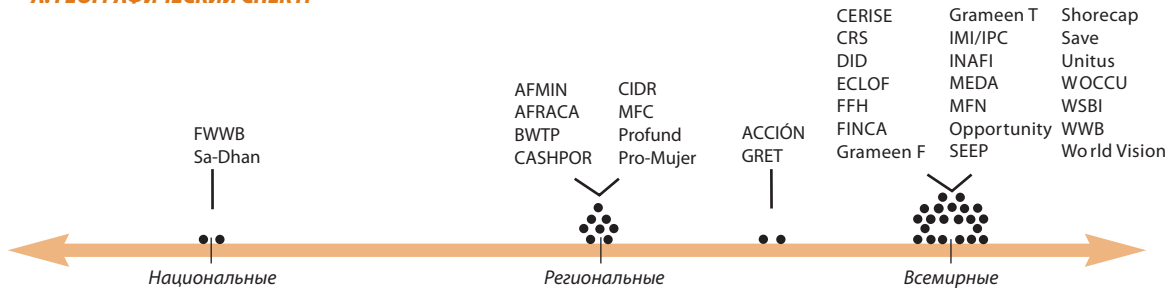 FWWB
Sa-Dhan
AFMIN
AFRACA
BWTP
CASHPOR
CIDR
MFC
Profund
Pro-Mujer
ACCIÓN
GRET
CERISE
CRS
DID
ECLOF
FFH
FINCA
Grameen F
Grameen T
IMI/IPC
INAFI
MEDA
MFN
Opportunity
SEEP
Shorecap
Save
Unitus
WOCCU
WSBI
WWB
World Vision
Национальные
Региональные
Всемирные